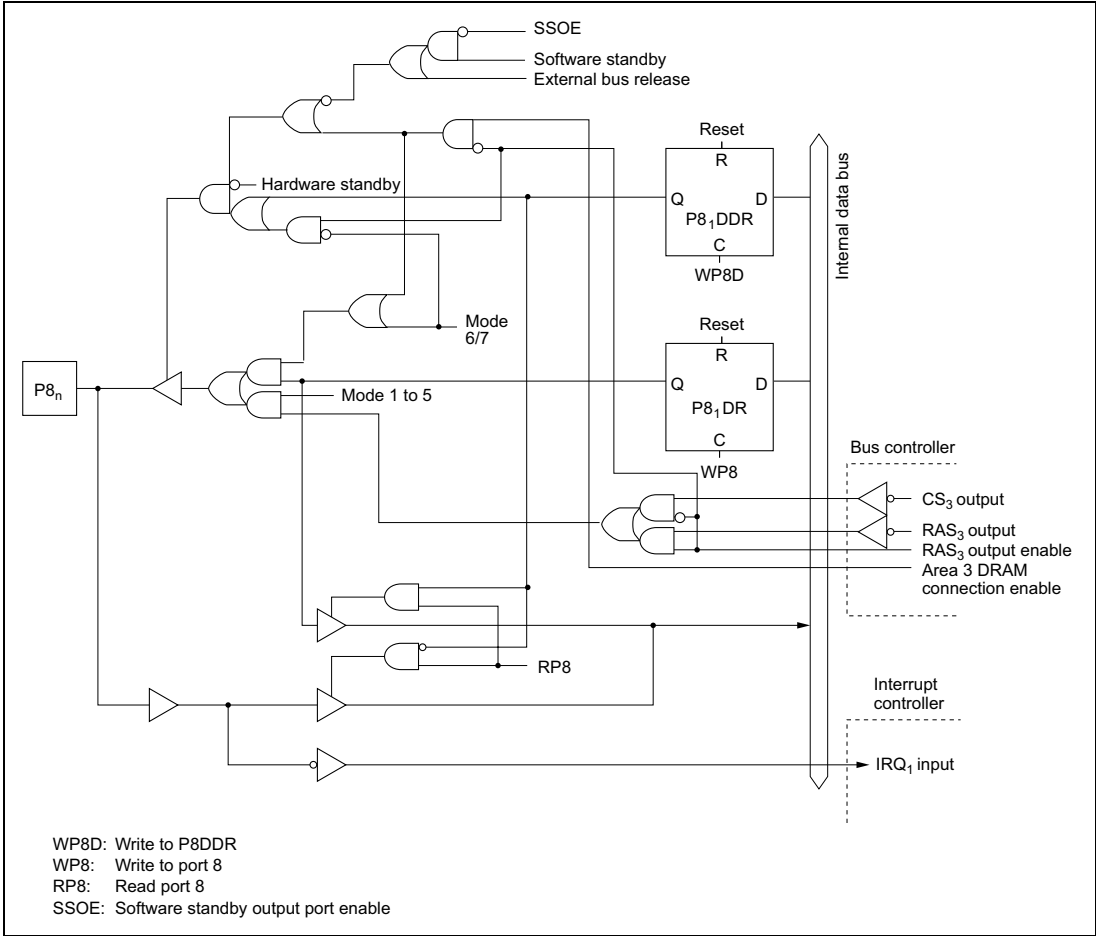 SSOE
Software standby
External bus release
Hardware standby
Reset
R
Q
D
P8₁DDR
C
WP8D
Internal data bus
Mode
6/7
Reset
R
Q
D
P8₁DR
C
WP8
P8ₙ
Mode 1 to 5
Bus controller
CS₃ output
RAS₃ output
RAS₃ output enable
Area 3 DRAM
connection enable
RP8
Interrupt
controller
IRQ₁ input
WP8D: Write to P8DDR
WP8: Write to port 8
RP8: Read port 8
SSOE: Software standby output port enable